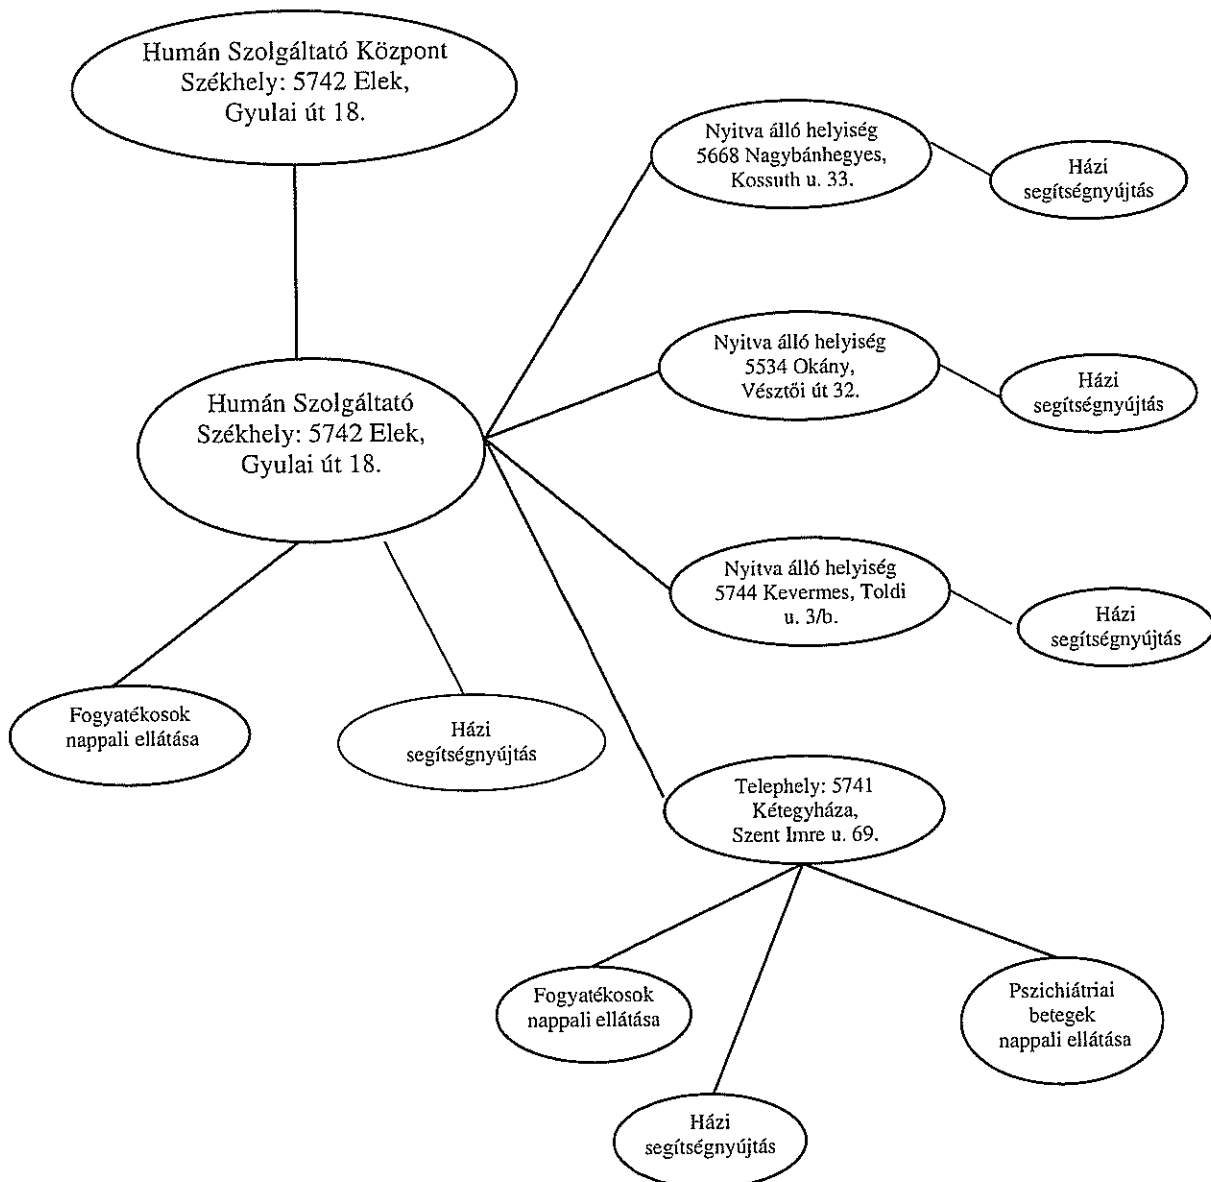 Humán Szolgáltató Központ
Székhely: 5742 Elek,
Gyulai út 18.
Nyitva álló helyiség
5668 Nagybánhegyes,
Kossuth u. 33.
Házi
segítségnyújtás
Nyitva álló helyiség
5534 Okány,
Vésztői út 32.
Házi
segítségnyújtás
Humán Szolgáltató
Székhely: 5742 Elek,
Gyulai út 18.
Nyitva álló helyiség
5744 Kevermes, Toldi
u. 3/b.
Házi
segítségnyújtás
Fogyatékosok
nappali ellátása
Házi
segítségnyújtás
Telephely: 5741
Kétegyháza,
Szent Imre u. 69.
Fogyatékosok
nappali ellátása
Pszichiátriai
betegek
nappali ellátása
Házi
segítségnyújtás